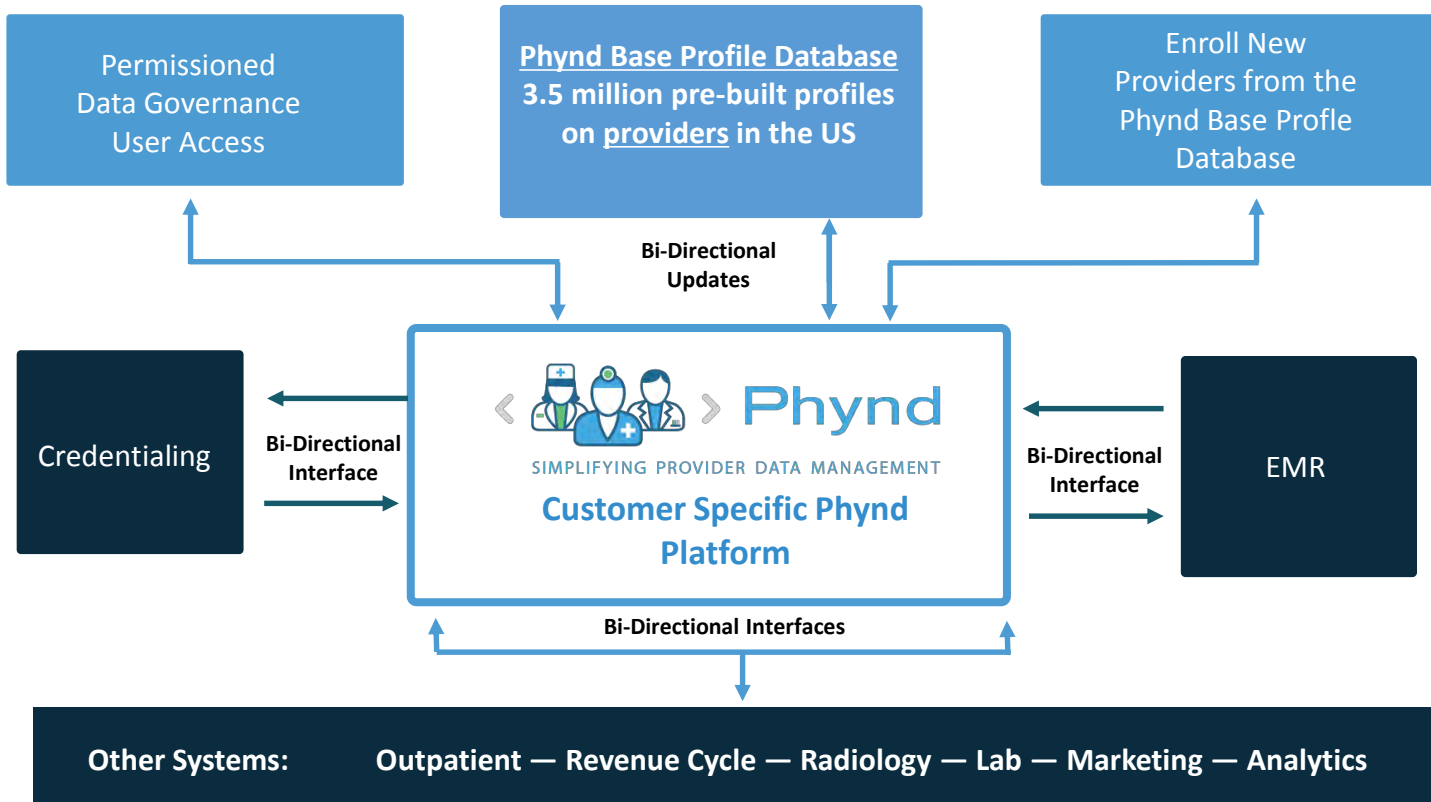 Permissioned
Data Governance
User Access
Phynd Base Profile Database
3.5 million pre-built profiles
on providers in the US
Enroll New
Providers from the
Phynd Base Profle
Database
Bi-Directional
Updates
Credentialing
Bi-Directional
Interface
< > Phynd
SIMPLIFYING PROVIDER DATA MANAGEMENT
Customer Specific Phynd
Platform
Bi-Directional
Interface
EMR
Bi-Directional Interfaces
Other Systems: Outpatient — Revenue Cycle — Radiology — Lab — Marketing — Analytics